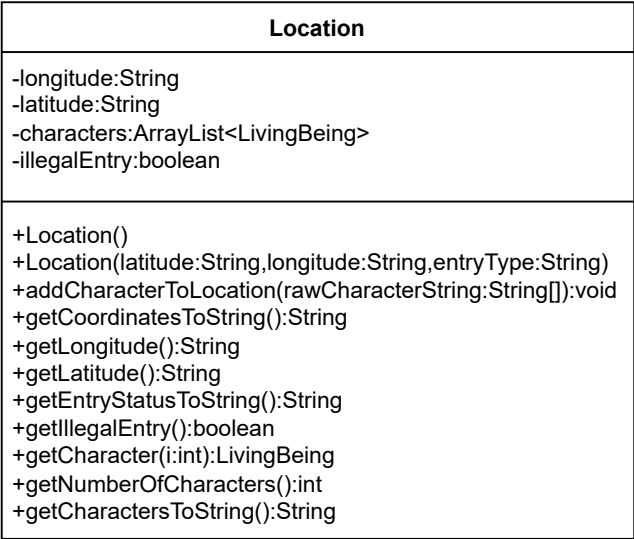 Location
-longitude:String
-latitude:String
-characters:ArrayList<LivingBeing>
-illegalEntry:boolean
+Location()
+Location(latitude:String,longitude:String,entryType:String)
+addCharacterToLocation(rawCharacterString:String[]):void
+getCoordinatesToString():String
+getLongitude():String
+getLatitude():String
+getEntryStatusToString():String
+getIllegalEntry():boolean
+getCharacter(i:int):LivingBeing
+getNumberOfCharacters():int
+getCharactersToString():String